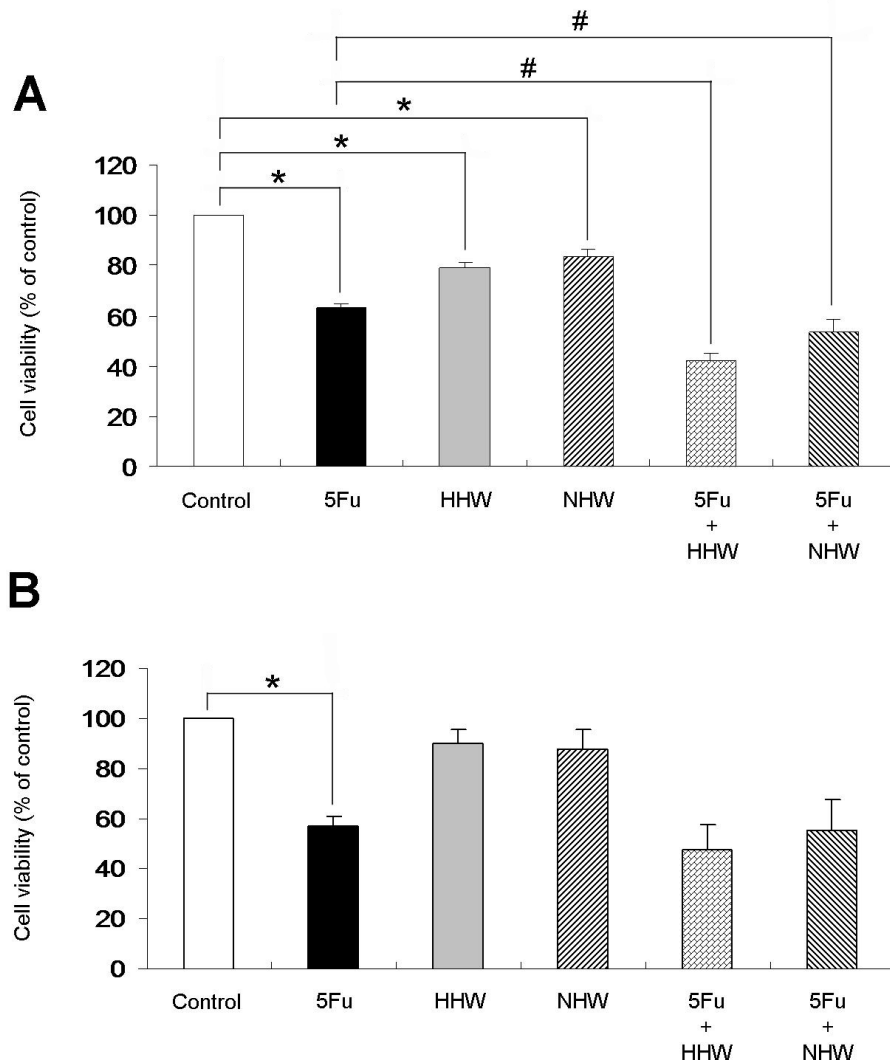 #
#
A
*
*
*
Cell viability (% of control)
120
100
80
60
40
20
0
Control 5Fu HHW NHW 5Fu 5Fu
+ +
HHW NHW
B
*
Cell viability (% of control)
120
100
80
60
40
20
0
Control 5Fu HHW NHW 5Fu 5Fu
+ +
HHW NHW